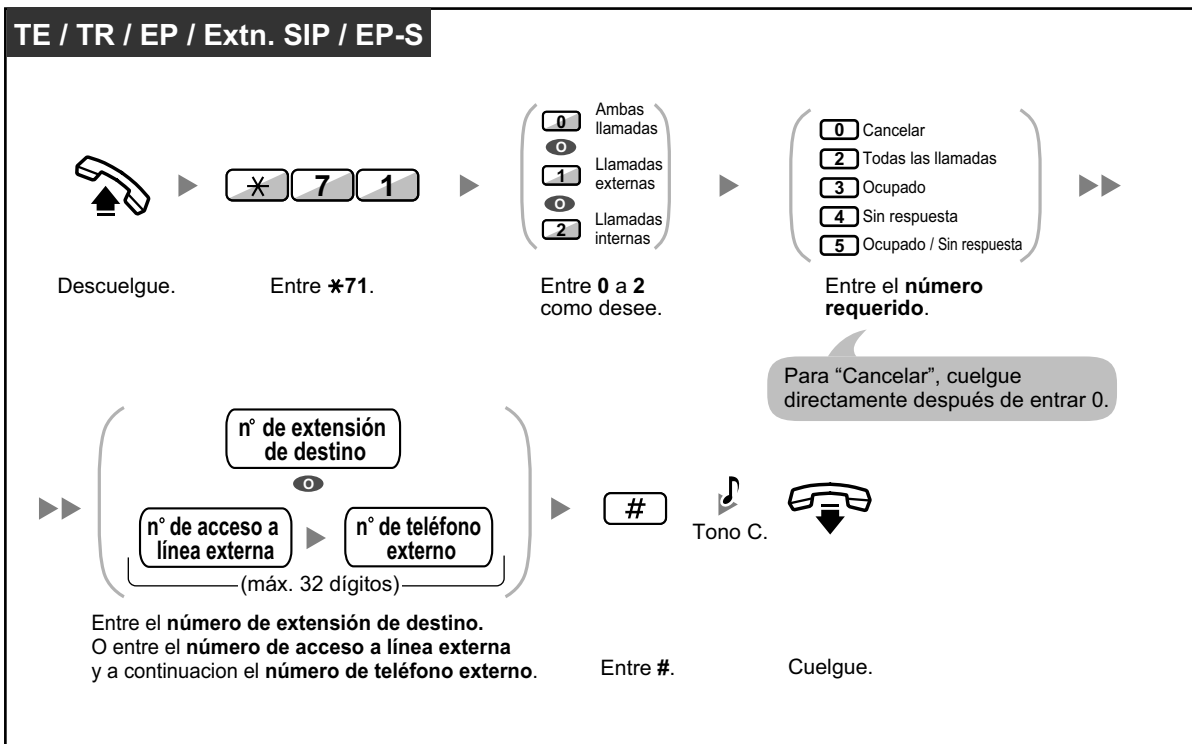 TE / TR / EP / Extn. SIP / EP-S
Descuelgue.
7 1
Entre *71.
0 Ambas
llamadas
O
1 Llamadas
externas
O
2 Llamadas
internas
Entre 0 a 2
como desee.
0 Cancelar
2 Todas las llamadas
3 Ocupado
4 Sin respuesta
5 Ocupado / Sin respuesta
Entre el número
requerido.
Para “Cancelar”, cuelgue
directamente después de entrar 0.
n° de extensión
de destino
O
n° de acceso a
línea externa
n° de teléfono
externo
(máx. 32 dígitos)
Entre el número de extensión de destino.
O entre el número de acceso a línea externa
y a continuacion el número de teléfono externo.
#
Entre #.
Tono C.
Cuelgue.